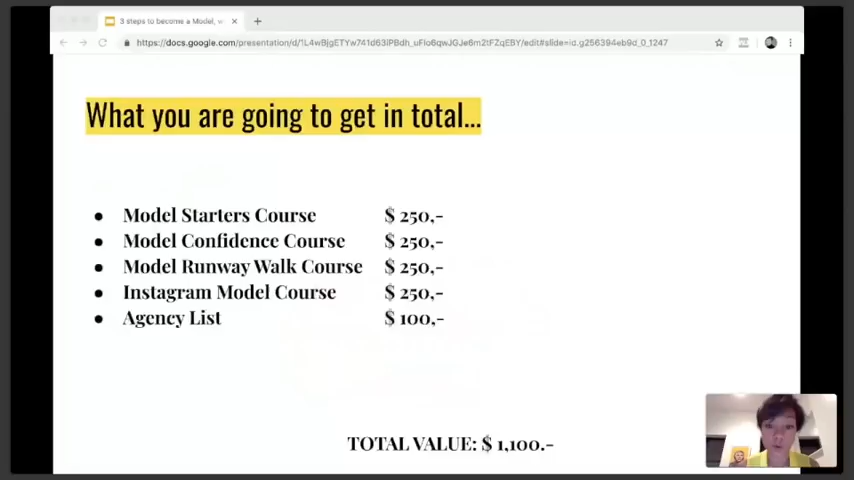 3 steps to become a Model, w
https://docs.google.com/presentation/d/1L4wBjgETYw741d63iPBdh_uFlo6qwJGJe6m2tFZqEBY/edit#slide=id.g256394eb9d_0_1247
What you are going to get in total...
● Model Starters Course $ 250,-
● Model Confidence Course $ 250,-
● Model Runway Walk Course $ 250,-
● Instagram Model Course $ 250,-
● Agency List $ 100,-
TOTAL VALUE: $ 1,100.-